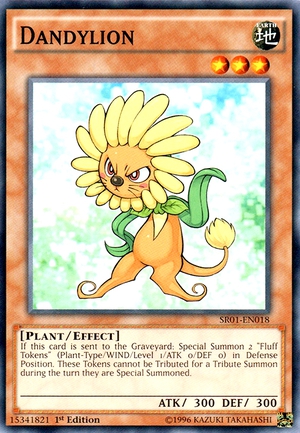 DANDYLION
EARTH
地
SR01-EN018
[PLANT/EFFECT]
If this card is sent to the Graveyard: Special Summon 2 "Fluff
Tokens" (Plant-Type/WIND/Level 1/ATK 0/DEF 0) in Defense
Position. These Tokens cannot be Tributed for a Tribute Summon
during the turn they are Special Summoned.
ATK/ 300 DEF/ 300
15341821 1st Edition ©1996 KAZUKI TAKAHASHI